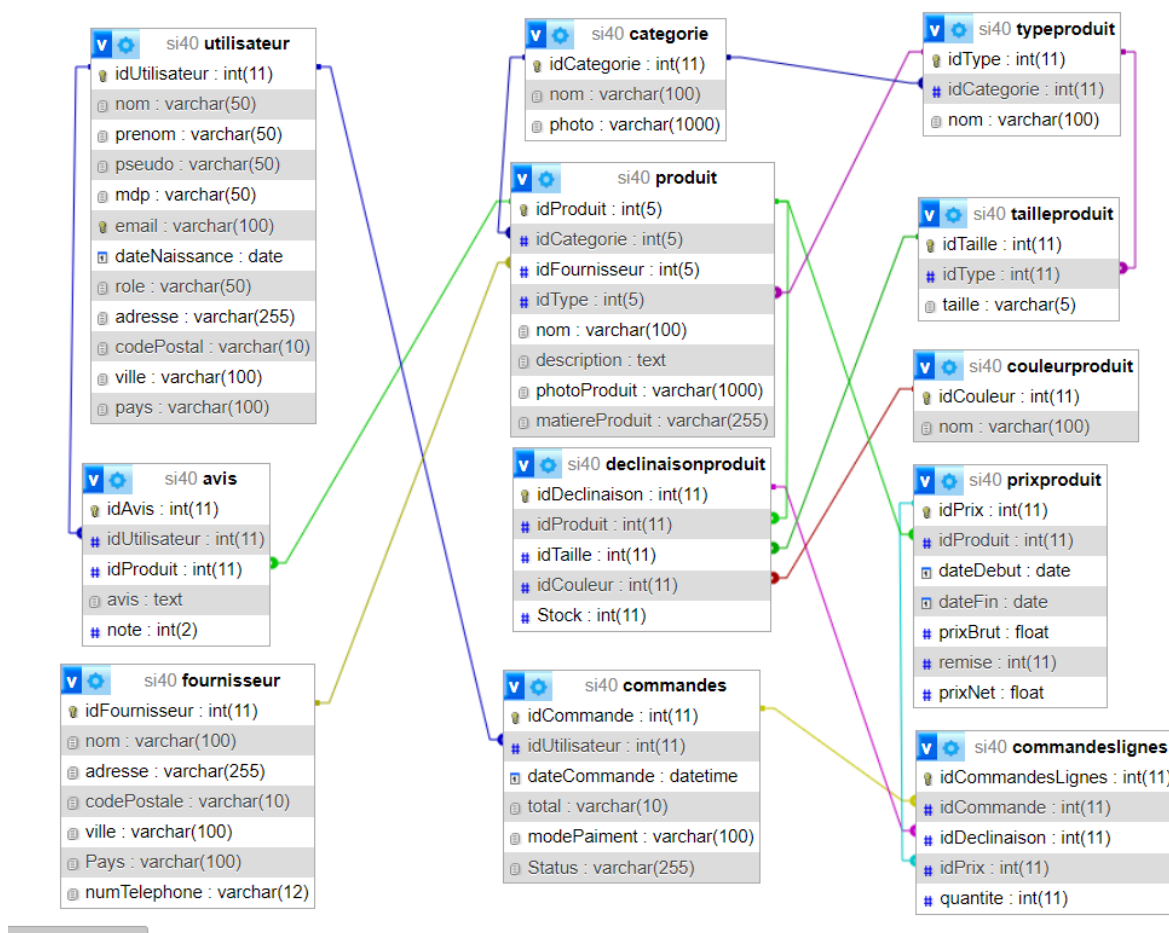 si40 utilisateur
idUtilisateur : int(11)
nom : varchar(50)
prenom : varchar(50)
pseudo : varchar(50)
mdp : varchar(50)
email : varchar(100)
dateNaissance : date
role : varchar(50)
adresse : varchar(255)
codePostal : varchar(10)
ville : varchar(100)
pays : varchar(100)
si40 avis
idAvis : int(11)
idUtilisateur : int(11)
idProduit : int(11)
avis : text
note : int(2)
si40 fournisseur
idFournisseur : int(11)
nom : varchar(100)
adresse : varchar(255)
codePostale : varchar(10)
ville : varchar(100)
Pays : varchar(100)
numTelephone : varchar(12)
si40 categorie
idCategorie : int(11)
nom : varchar(100)
photo : varchar(1000)
si40 produit
idProduit : int(5)
idCategorie : int(5)
idFournisseur : int(5)
idType : int(5)
nom : varchar(100)
description : text
photoProduit : varchar(1000)
matiereProduit : varchar(255)
si40 declinaisonproduit
idDeclinaison : int(11)
idProduit : int(11)
idTaille : int(11)
idCouleur : int(11)
Stock : int(11)
si40 commandes
idCommande : int(11)
idUtilisateur : int(11)
dateCommande : datetime
total : varchar(10)
modePaiment : varchar(100)
Status : varchar(255)
si40 typeproduit
idType : int(11)
idCategorie : int(11)
nom : varchar(100)
si40 tailleproduit
idTaille : int(11)
idType : int(11)
taille : varchar(5)
si40 couleurproduit
idCouleur : int(11)
nom : varchar(100)
si40 prixproduit
idPrix : int(11)
idProduit : int(11)
dateDebut : date
dateFin : date
prixBrut : float
remise : int(11)
prixNet : float
si40 commandeslignes
idCommandesLignes : int(11)
idCommande : int(11)
idDeclinaison : int(11)
idPrix : int(11)
quantite : int(11)